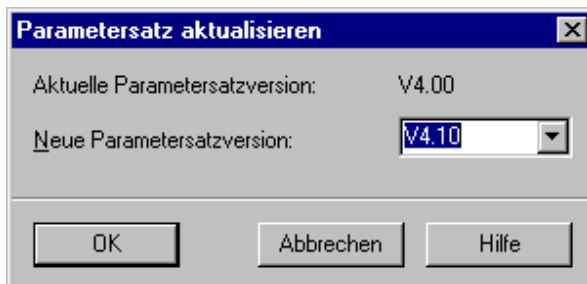 Parametersatz aktualisieren
Aktuelle Parametersatzversion: V4.00
Neue Parametersatzversion: V4.10
OK Abbrechen Hilfe